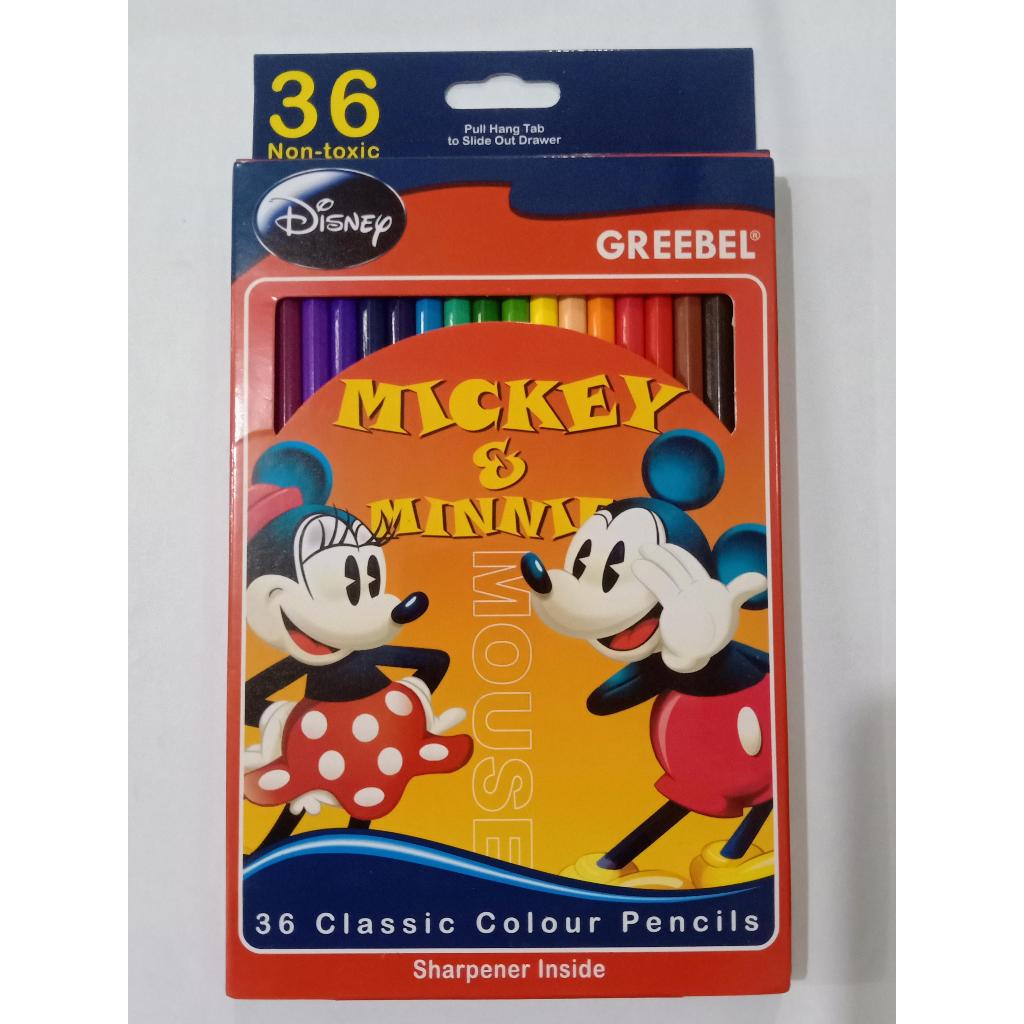 36
Non-toxic
Pull Hang Tab
to Slide Out Drawer
Disney
GREEBEL®
MICKEY
&
MINNIE
MOUSE
36 Classic Colour Pencils
Sharpener Inside